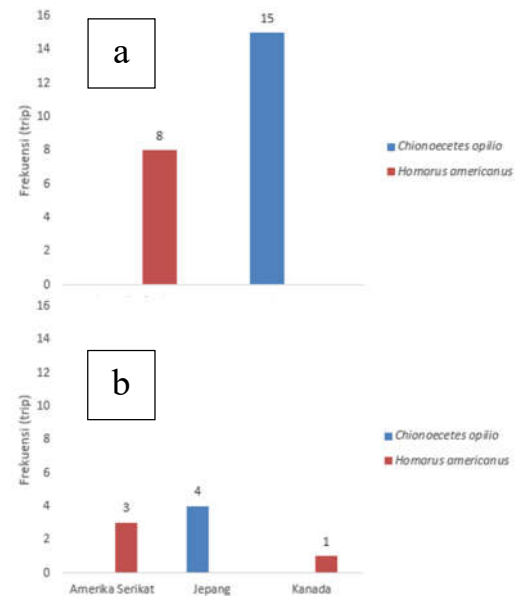 16
14
12
10
8
6
4
2
0
Frekuensi (trip)
a
8
15
Chionoecetes opilio
Homarus americanus
16
14
12
10
8
6
4
2
0
Frekuensi (trip)
b
3
4
1
Amerika Serikat Jepang Kanada
Chionoecetes opilio
Homarus americanus